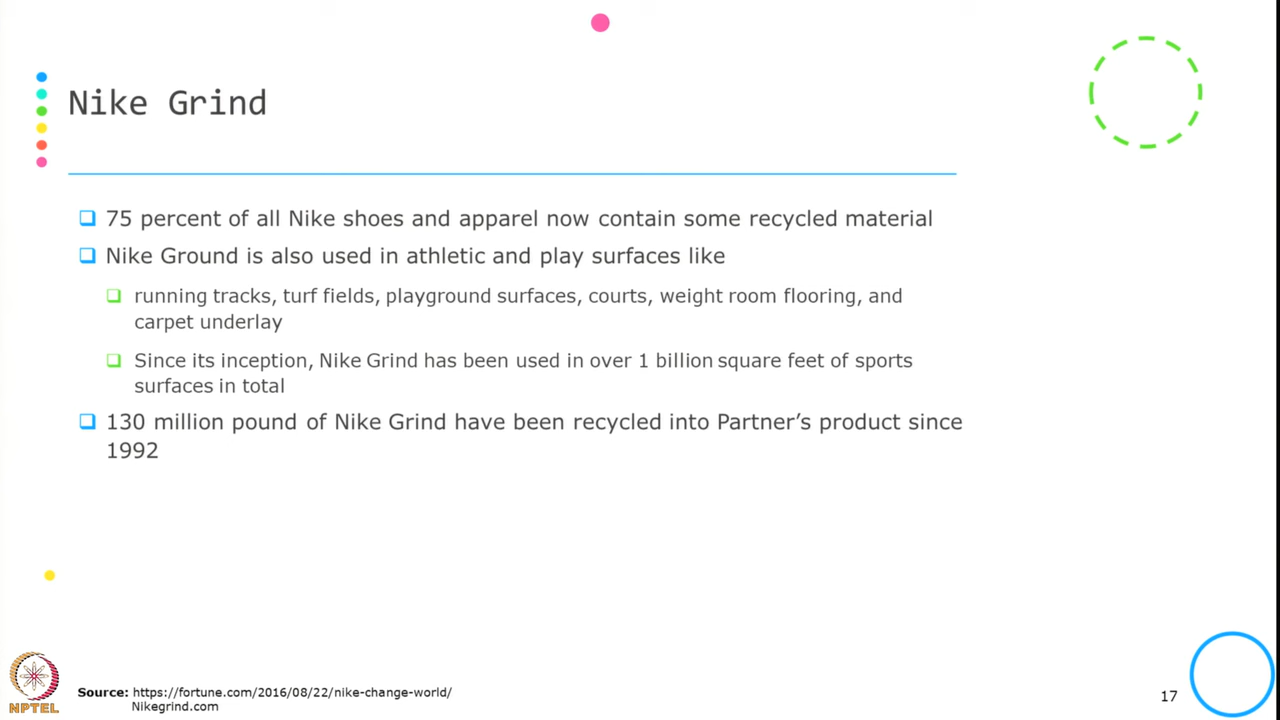 Nike Grind
75 percent of all Nike shoes and apparel now contain some recycled material
Nike Ground is also used in athletic and play surfaces like
running tracks, turf fields, playground surfaces, courts, weight room flooring, and
carpet underlay
Since its inception, Nike Grind has been used in over 1 billion square feet of sports
surfaces in total
130 million pound of Nike Grind have been recycled into Partner’s product since
1992
NPTEL
Source: https://fortune.com/2016/08/22/nike-change-world/
Nikegrind.com
17